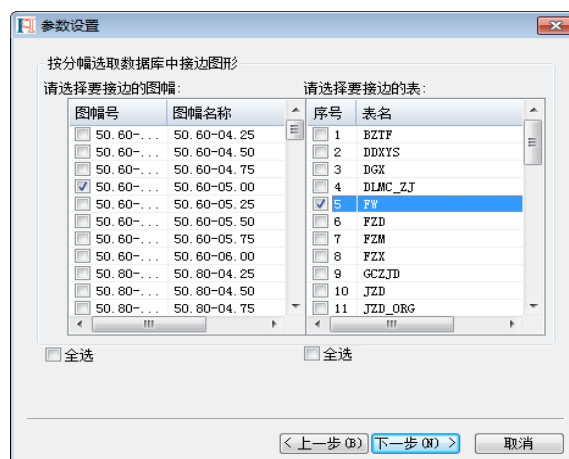 参数设置
按分幅选取数据库中接边图形
请选择要接边的图幅: 请选择要接边的表:
图幅号 图幅名称 序号 表名
50.60-... 50.60-04.25 1 BZTF
50.60-... 50.60-04.50 2 DDXYS
50.60-... 50.60-04.75 3 DGX
50.60-... 50.60-05.00 4 DLMC_ZJ
50.60-... 50.60-05.25 5 FW
50.60-... 50.60-05.50 6 FZD
50.60-... 50.60-05.75 7 FZM
50.60-... 50.60-06.00 8 FZX
50.80-... 50.80-04.25 9 GCZJD
50.80-... 50.80-04.50 10 JZD
50.80-... 50.80-04.75 11 JZD_ORG
全选 全选
< 上一步(B) 下一步(N) > 取消